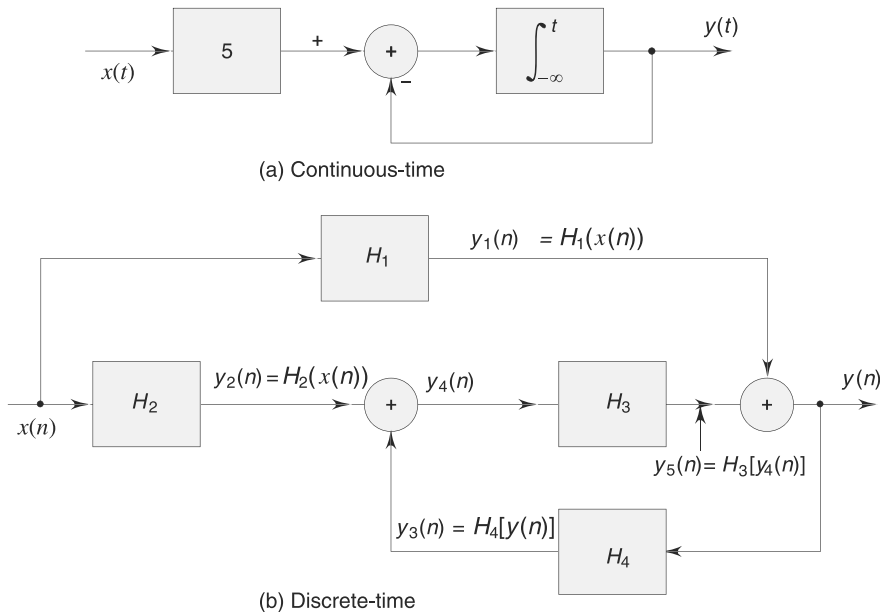 x(t)
5
+
+
−
∫ t −∞
y(t)
(a) Continuous-time
H1
y1(n) = H1(x(n))
x(n)
H2
y2(n) = H2(x(n))
+
y4(n)
H3
+
y(n)
y5(n) = H3[y4(n)]
y3(n) = H4[y(n)]
H4
(b) Discrete-time